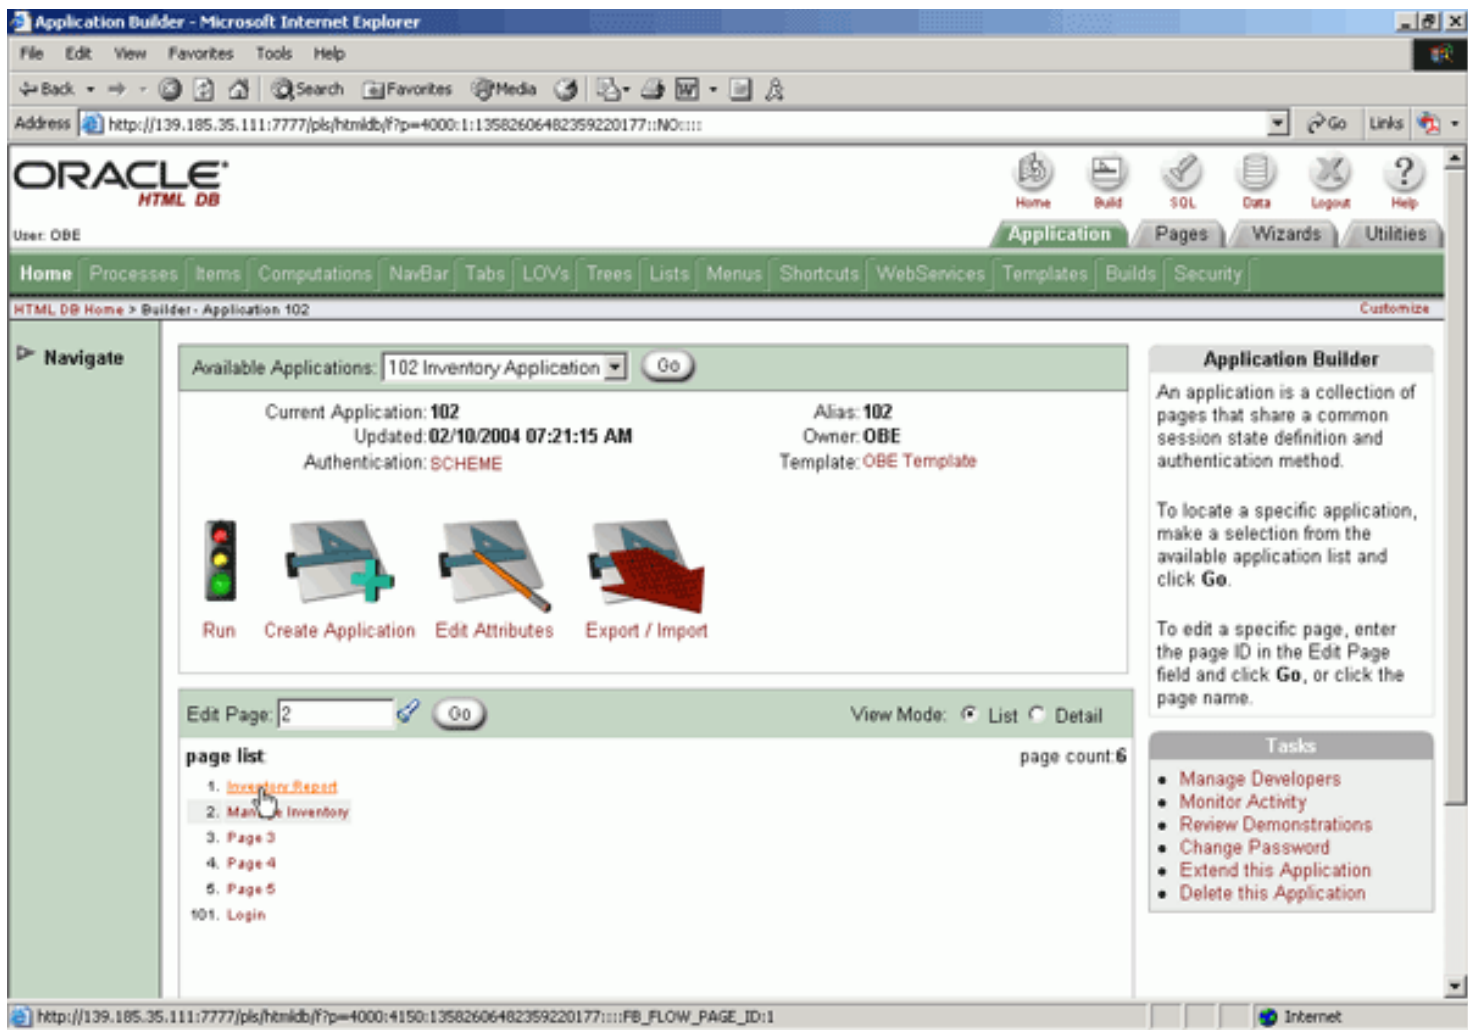 Application Builder - Microsoft Internet Explorer
File Edit View Favorites Tools Help
Back Search Favorites Media
Address http://139.185.35.111:7777/pls/htmldb/f?p=4000:1:13582606482359220177::NO:::: Go Links
ORACLE
HTML DB
Home Build SQL Data Logout Help
User: OBE
Application Pages Wizards Utilities
Home Processes Items Computations NavBar Tabs LOVs Trees Lists Menus Shortcuts WebServices Templates Builds Security
HTML DB Home > Builder - Application 102 Customize
Navigate
Available Applications: 102 Inventory Application Go
Current Application: 102 Alias: 102
Updated: 02/10/2004 07:21:15 AM Owner: OBE
Authentication: SCHEME Template: OBE Template
Run Create Application Edit Attributes Export / Import
Edit Page: 2 Go View Mode: List Detail
page list page count:6
1. Inventory Report
2. Manage Inventory
3. Page 3
4. Page 4
5. Page 5
101. Login
Application Builder
An application is a collection of
pages that share a common
session state definition and
authentication method.
To locate a specific application,
make a selection from the
available application list and
click Go.
To edit a specific page, enter
the page ID in the Edit Page
field and click Go, or click the
page name.
Tasks
Manage Developers
Monitor Activity
Review Demonstrations
Change Password
Extend this Application
Delete this Application
http://139.185.35.111:7777/pls/htmldb/f?p=4000:4150:13582606482359220177::::FB_FLOW_PAGE_ID:1 Internet